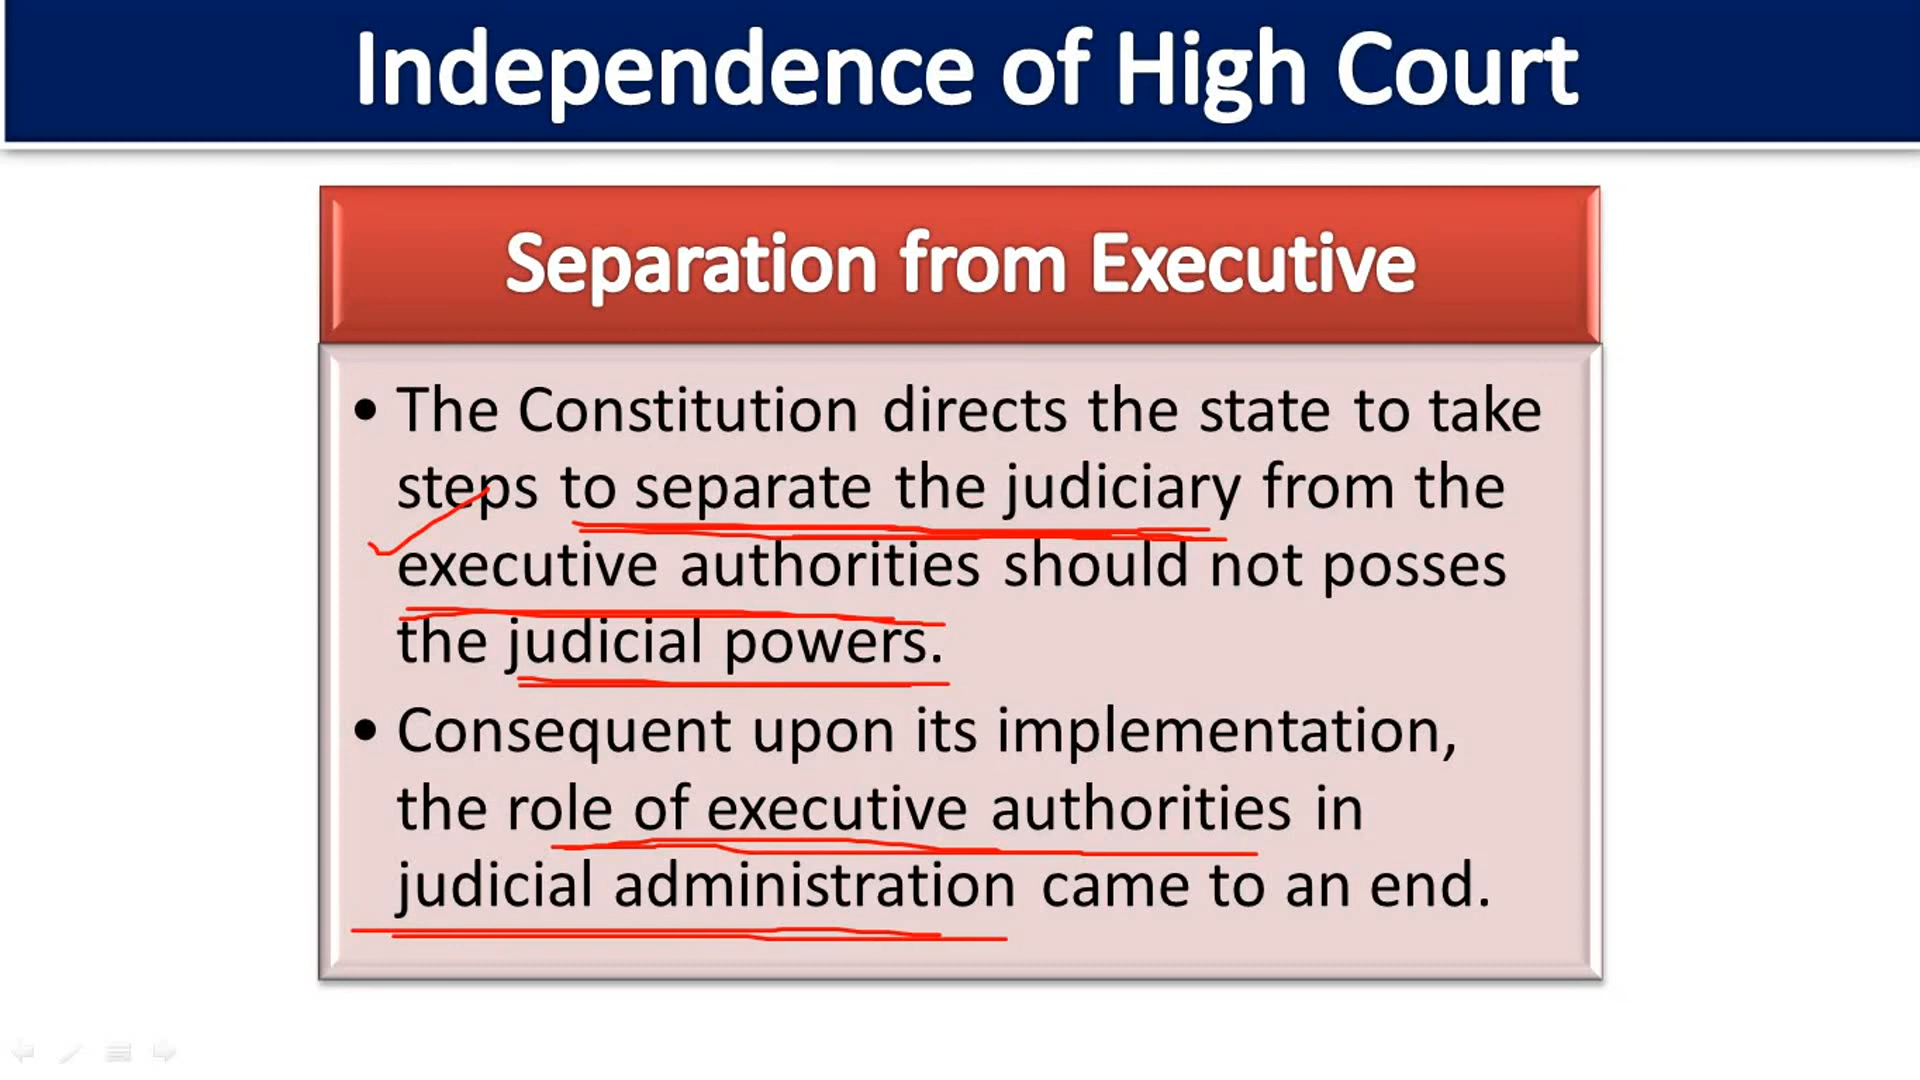 Independence of High Court
Separation from Executive
• The Constitution directs the state to take
steps to separate the judiciary from the
executive authorities should not posses
the judicial powers.
• Consequent upon its implementation,
the role of executive authorities in
judicial administration came to an end.